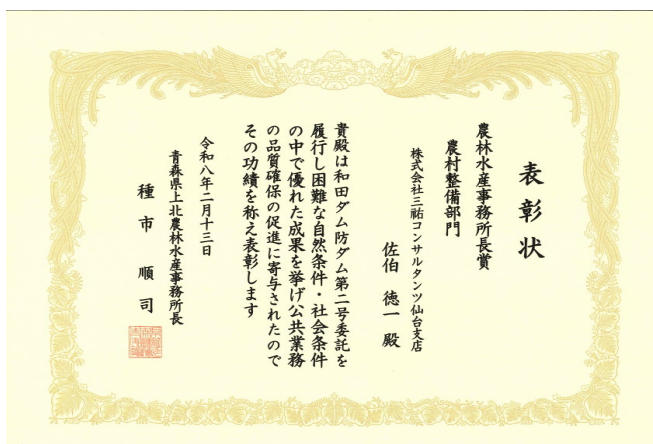 表彰状
農林水産事務所長賞
農村整備部門
株式会社三祐コンサルタンツ仙台支店
佐伯 徳一 殿
貴殿は和田ダム防ダム第二号委託を
履行し困難な自然条件・社会条件
の中で優れた成果を挙げ公共業務
の品質確保の促進に寄与されたので
その功績を称え表彰します
令和八年二月十三日
青森県上北農林水産事務所長
種市 順司